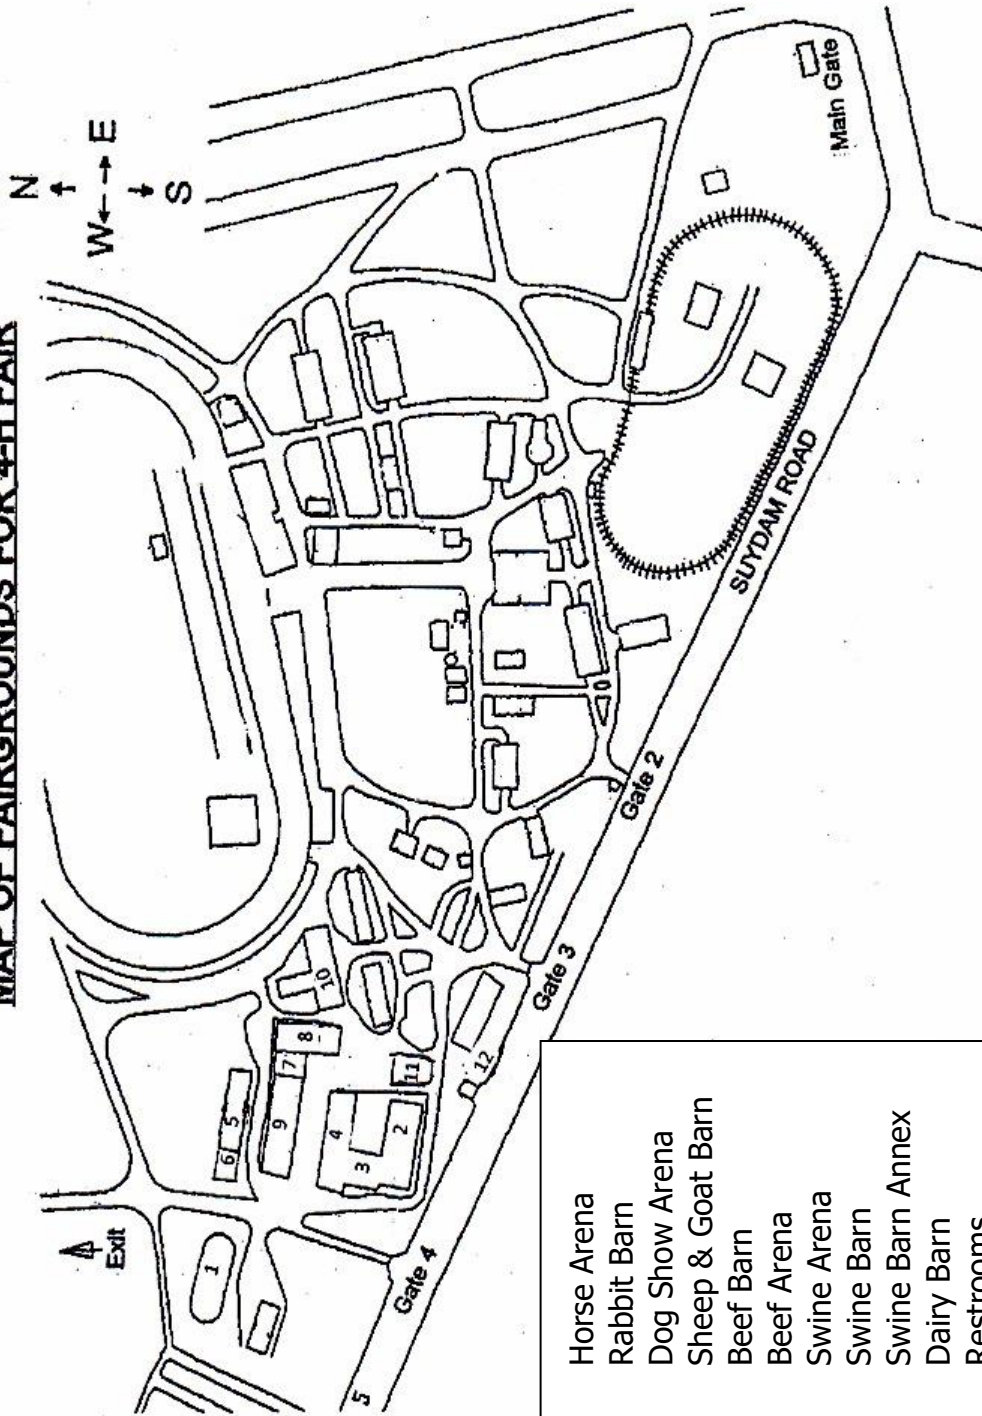 MAP OF FAIRGROUNDS FOR 4-H FAIR
N
W E
S
Main Gate
SUYDAM ROAD
Gate 2
Gate 3
Gate 4
5
Exit
1
2
3
4
5
6
7
8
9
10
11
12
Horse Arena
Rabbit Barn
Dog Show Arena
Sheep & Goat Barn
Beef Barn
Beef Arena
Swine Arena
Swine Barn
Swine Barn Annex
Dairy Barn
Restrooms